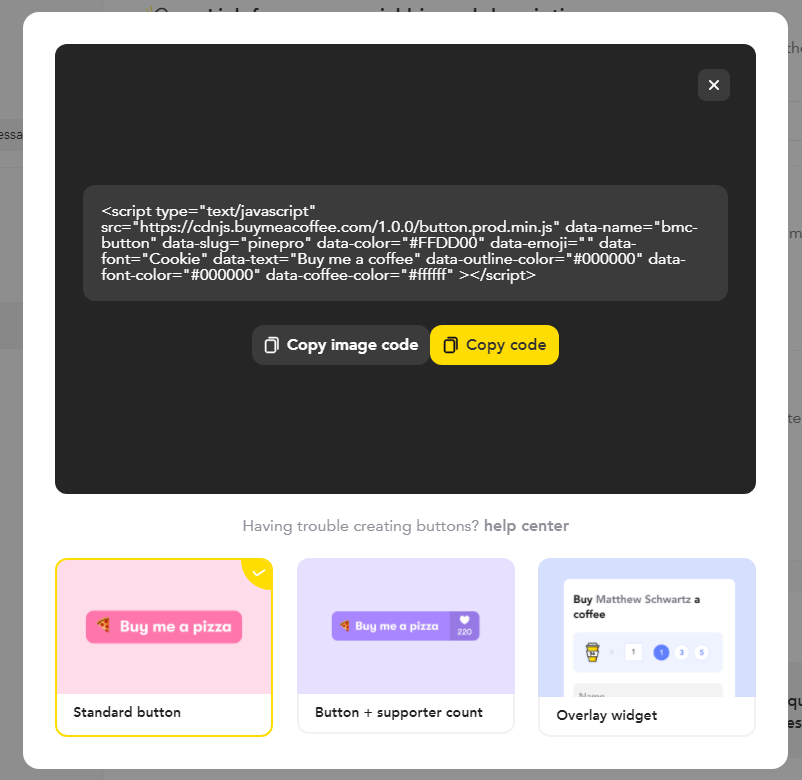 essa
<script type="text/javascript"
src="https://cdnjs.buymeacoffee.com/1.0.0/button.prod.min.js" data-name="bmc-
button" data-slug="pinepro" data-color="#FFDD00" data-emoji="" data-
font="Cookie" data-text="Buy me a coffee" data-outline-color="#000000" data-
font-color="#000000" data-coffee-color="#ffffff" ></script>
Copy image code
Copy code
Having trouble creating buttons? help center
Buy me a pizza
Standard button
Buy me a pizza
220
Button + supporter count
Buy Matthew Schwartz a
coffee
1
1
3
5
Name
Overlay widget